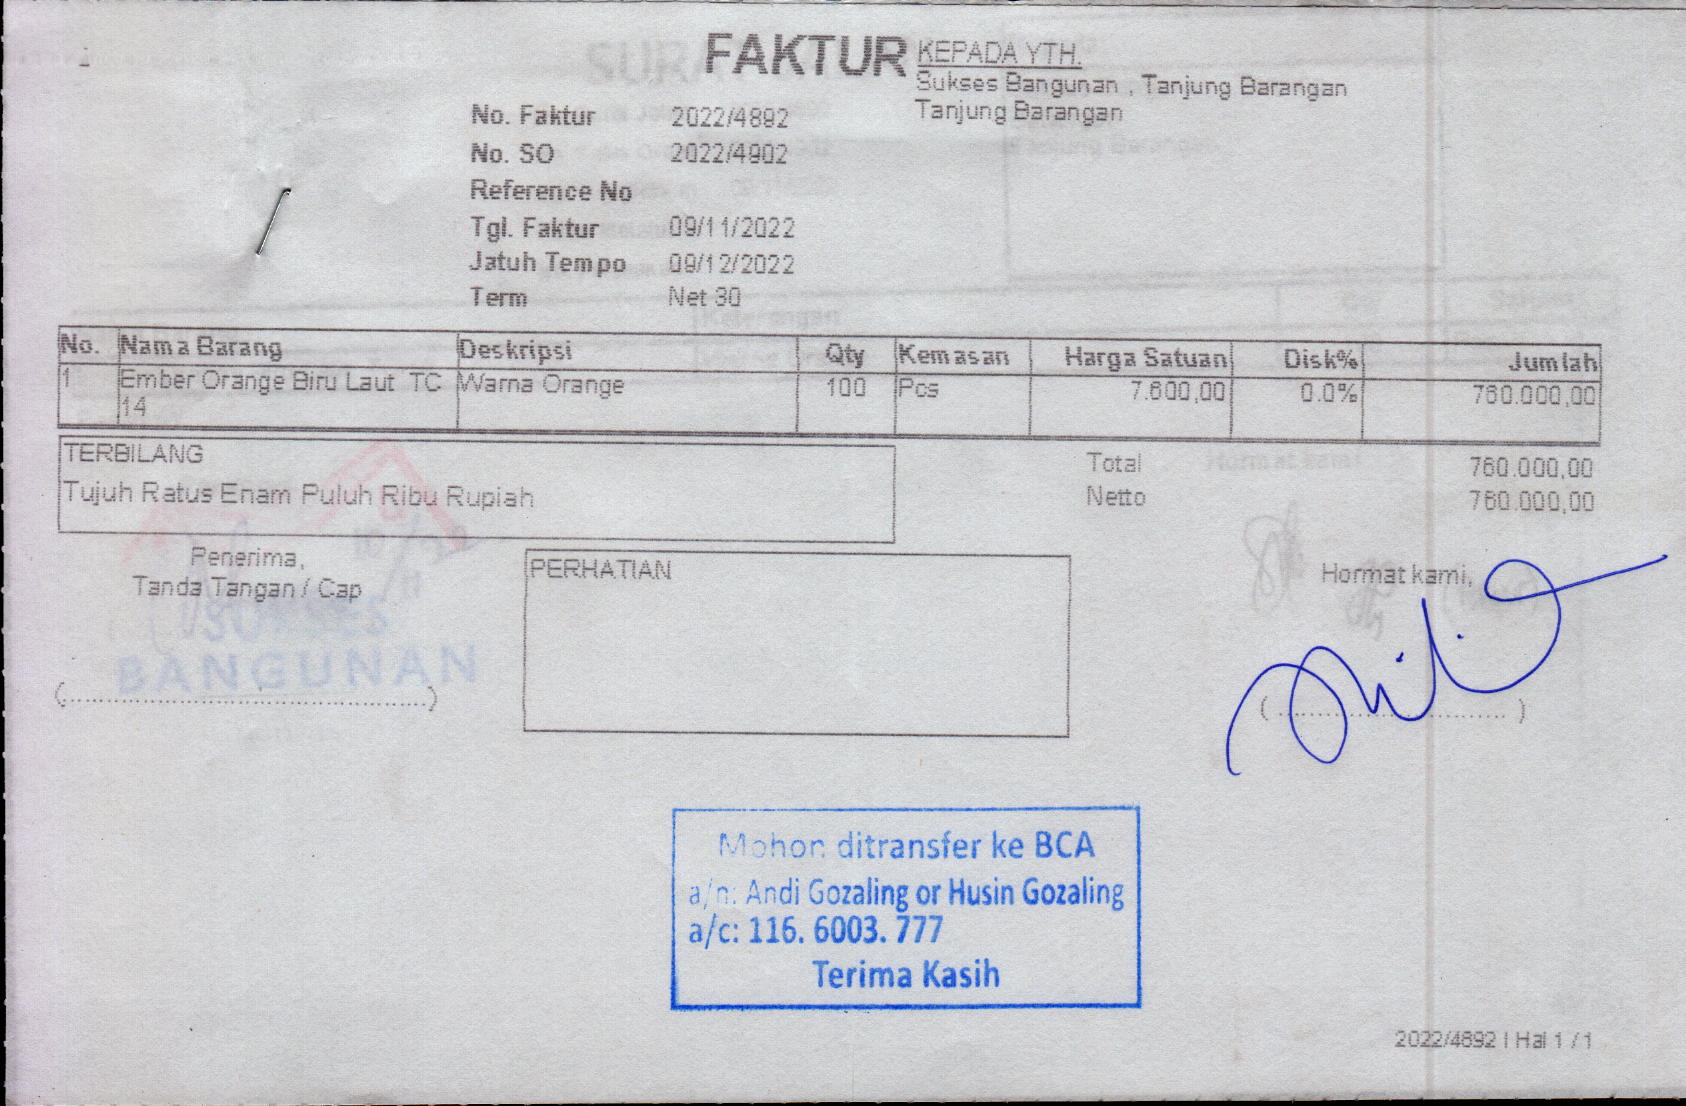 FAKTUR
KEPADA YTH.
Sukses Bangunan , Tanjung Barangan
Tanjung Barangan
No. Faktur 2022/4892
No. SO 2022/4902
Reference No
Tgl. Faktur 09/11/2022
Jatuh Tempo 09/12/2022
Term Net 30
No. Nama Barang Deskripsi Qty Kemasan Harga Satuan Disk% Jumlah
1 Ember Orange Biru Laut TC Warna Orange 100 Pcs 7.600,00 0.0% 760.000,00
14
TERBILANG
Tujuh Ratus Enam Puluh Ribu Rupiah
Total 760.000,00
Netto 760.000,00
Penerima,
Tanda Tangan / Cap
SUKSES
BANGUNAN
PERHATIAN
Hormat kami,
Mohon ditransfer ke BCA
a/n: Andi Gozaling or Husin Gozaling
a/c: 116. 6003. 777
Terima Kasih
2022/4892 | Hal 1 / 1